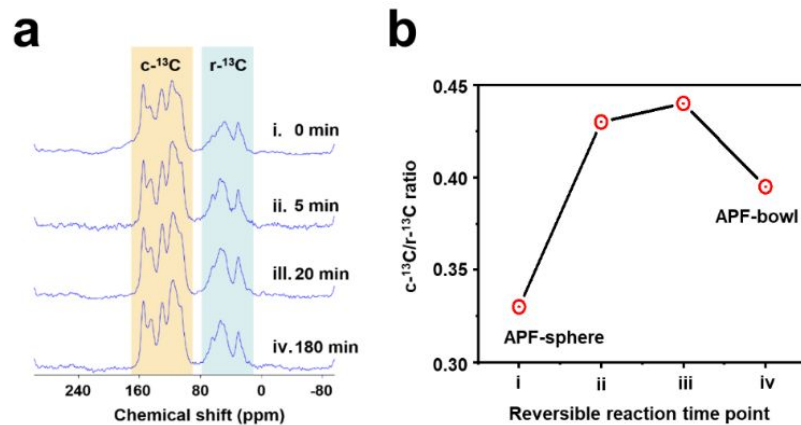 a
c-¹³C
r-¹³C
i. 0 min
ii. 5 min
iii. 20 min
iv. 180 min
240 160 80 0 -80
Chemical shift (ppm)
b
c-¹³C/r-¹³C ratio
0.45
0.40
0.35
0.30
APF-sphere
APF-bowl
i ii iii iv
Reversible reaction time point